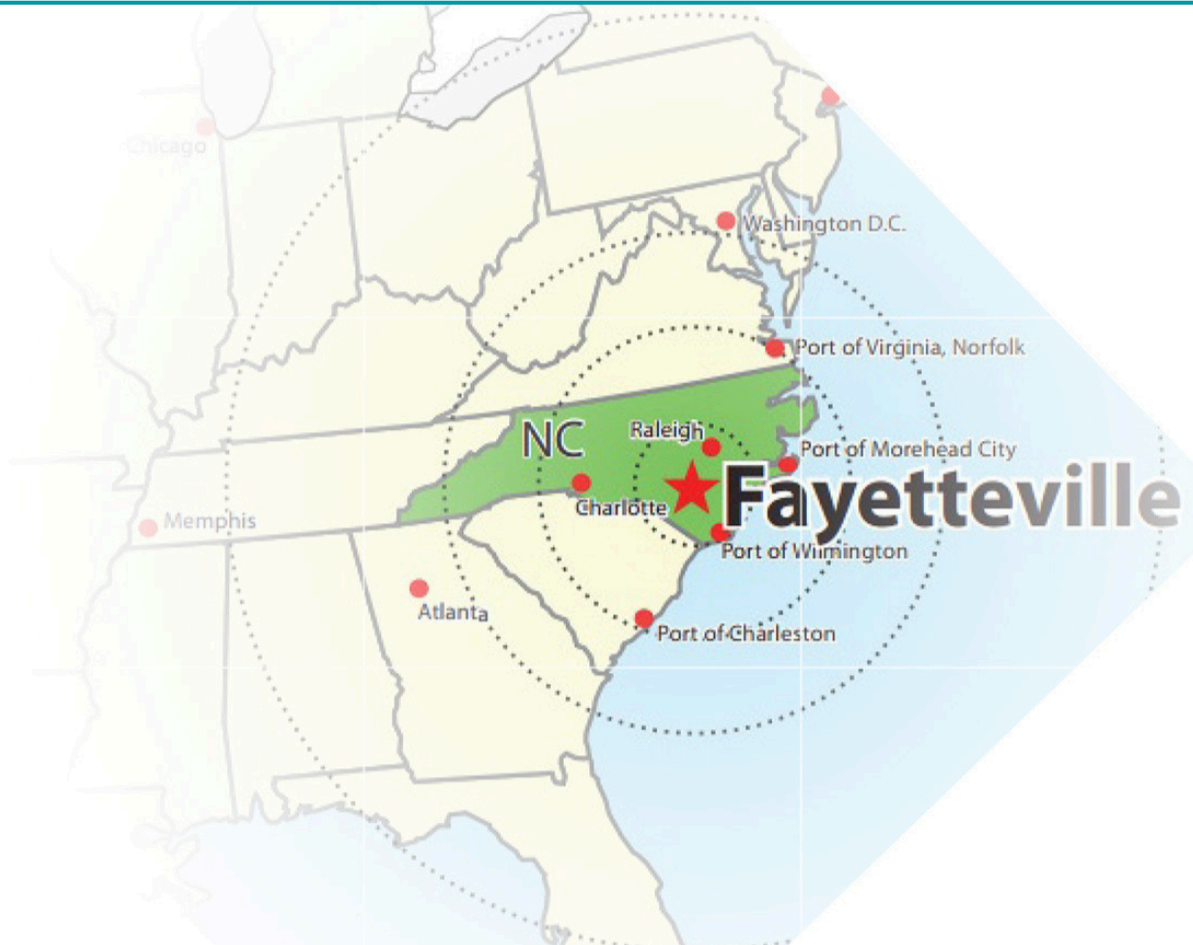 Chicago
Washington D.C.
Port of Virginia, Norfolk
NC
Raleigh
Port of Morehead City
Fayetteville
Charlotte
Memphis
Port of Wilmington
Atlanta
Port of Charleston